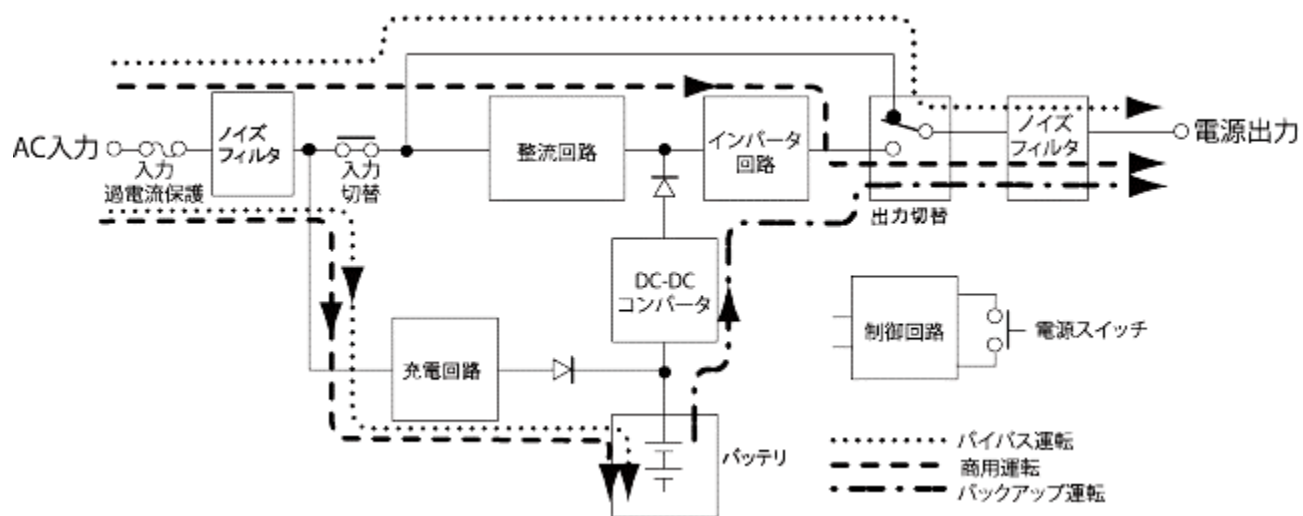 AC入力
入力
過電流保護
ノイズ
フィルタ
入力
切替
整流回路
インバータ
回路
出力切替
ノイズ
フィルタ
電源出力
DC-DC
コンバータ
充電回路
バッテリ
制御回路
電源スイッチ
バイパス運転
商用運転
バックアップ運転